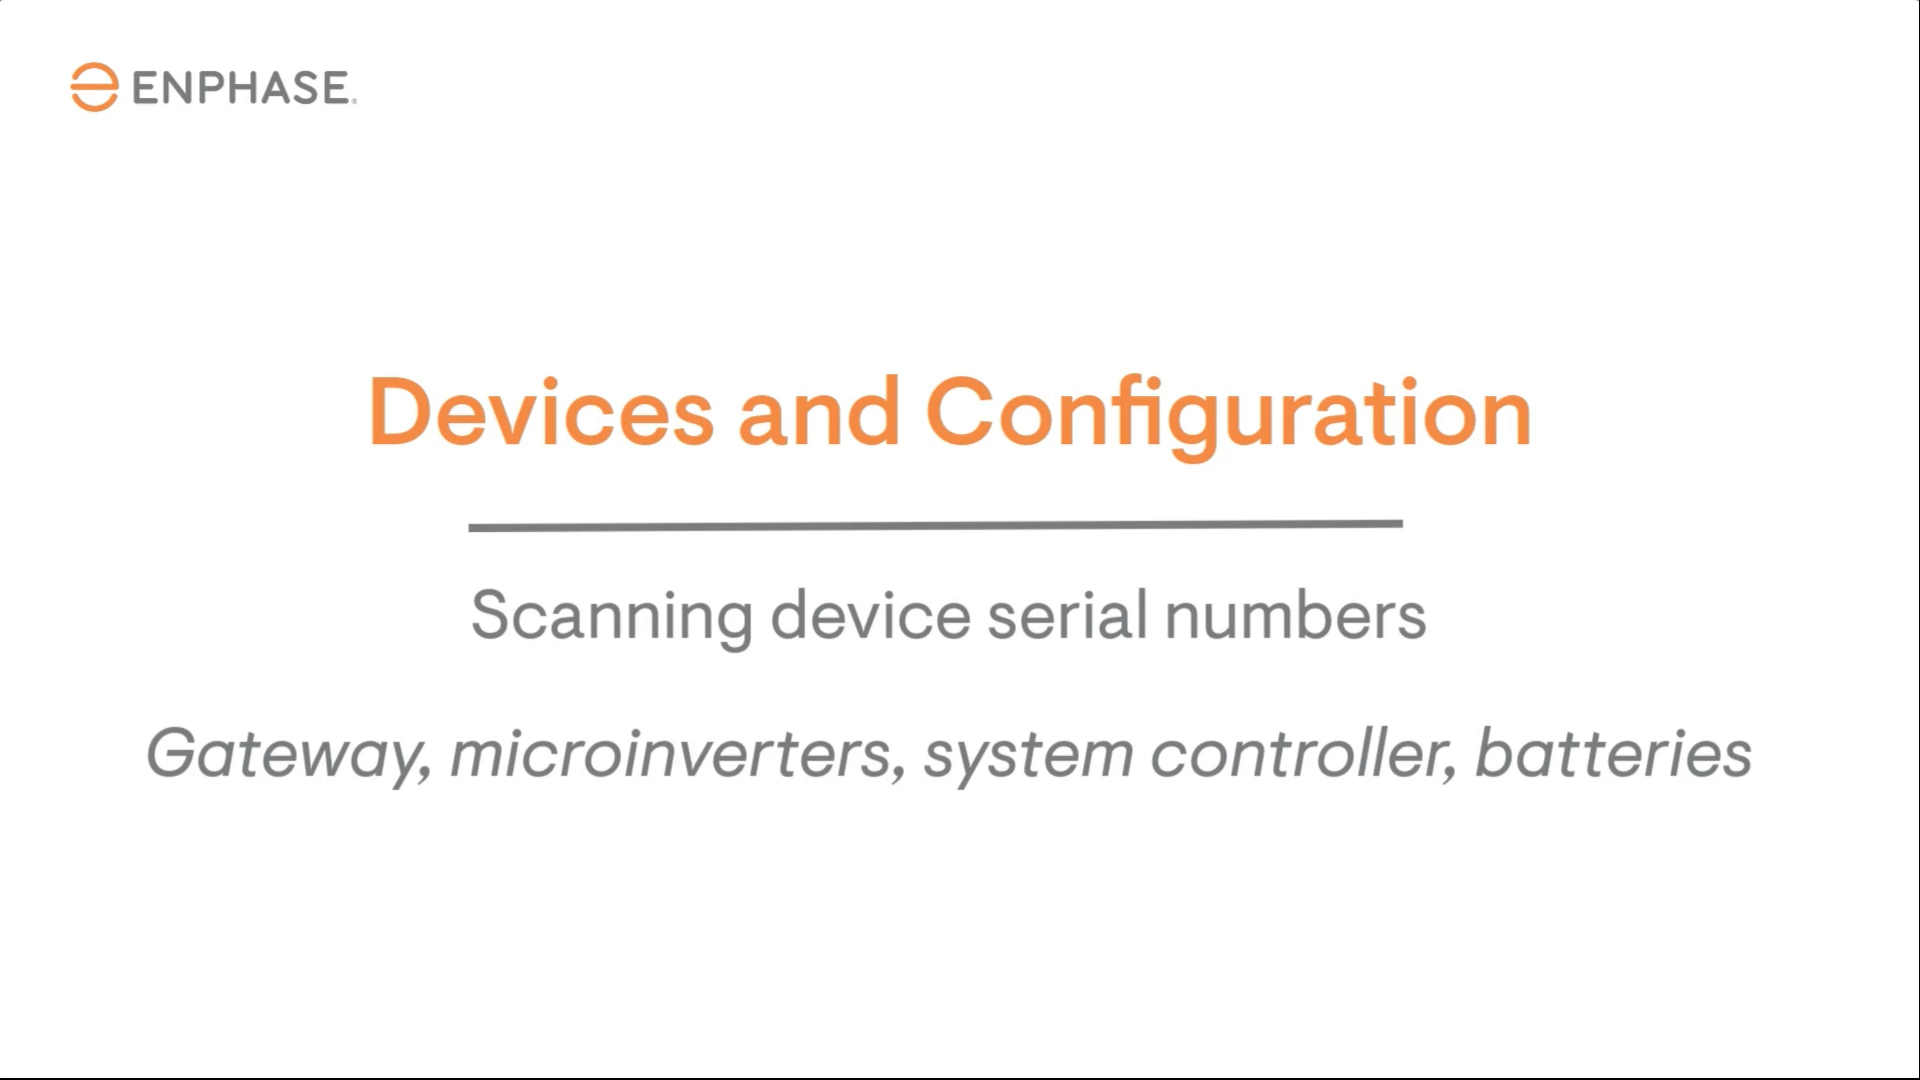 ENPHASE
Devices and Configuration
Scanning device serial numbers
Gateway, microinverters, system controller, batteries